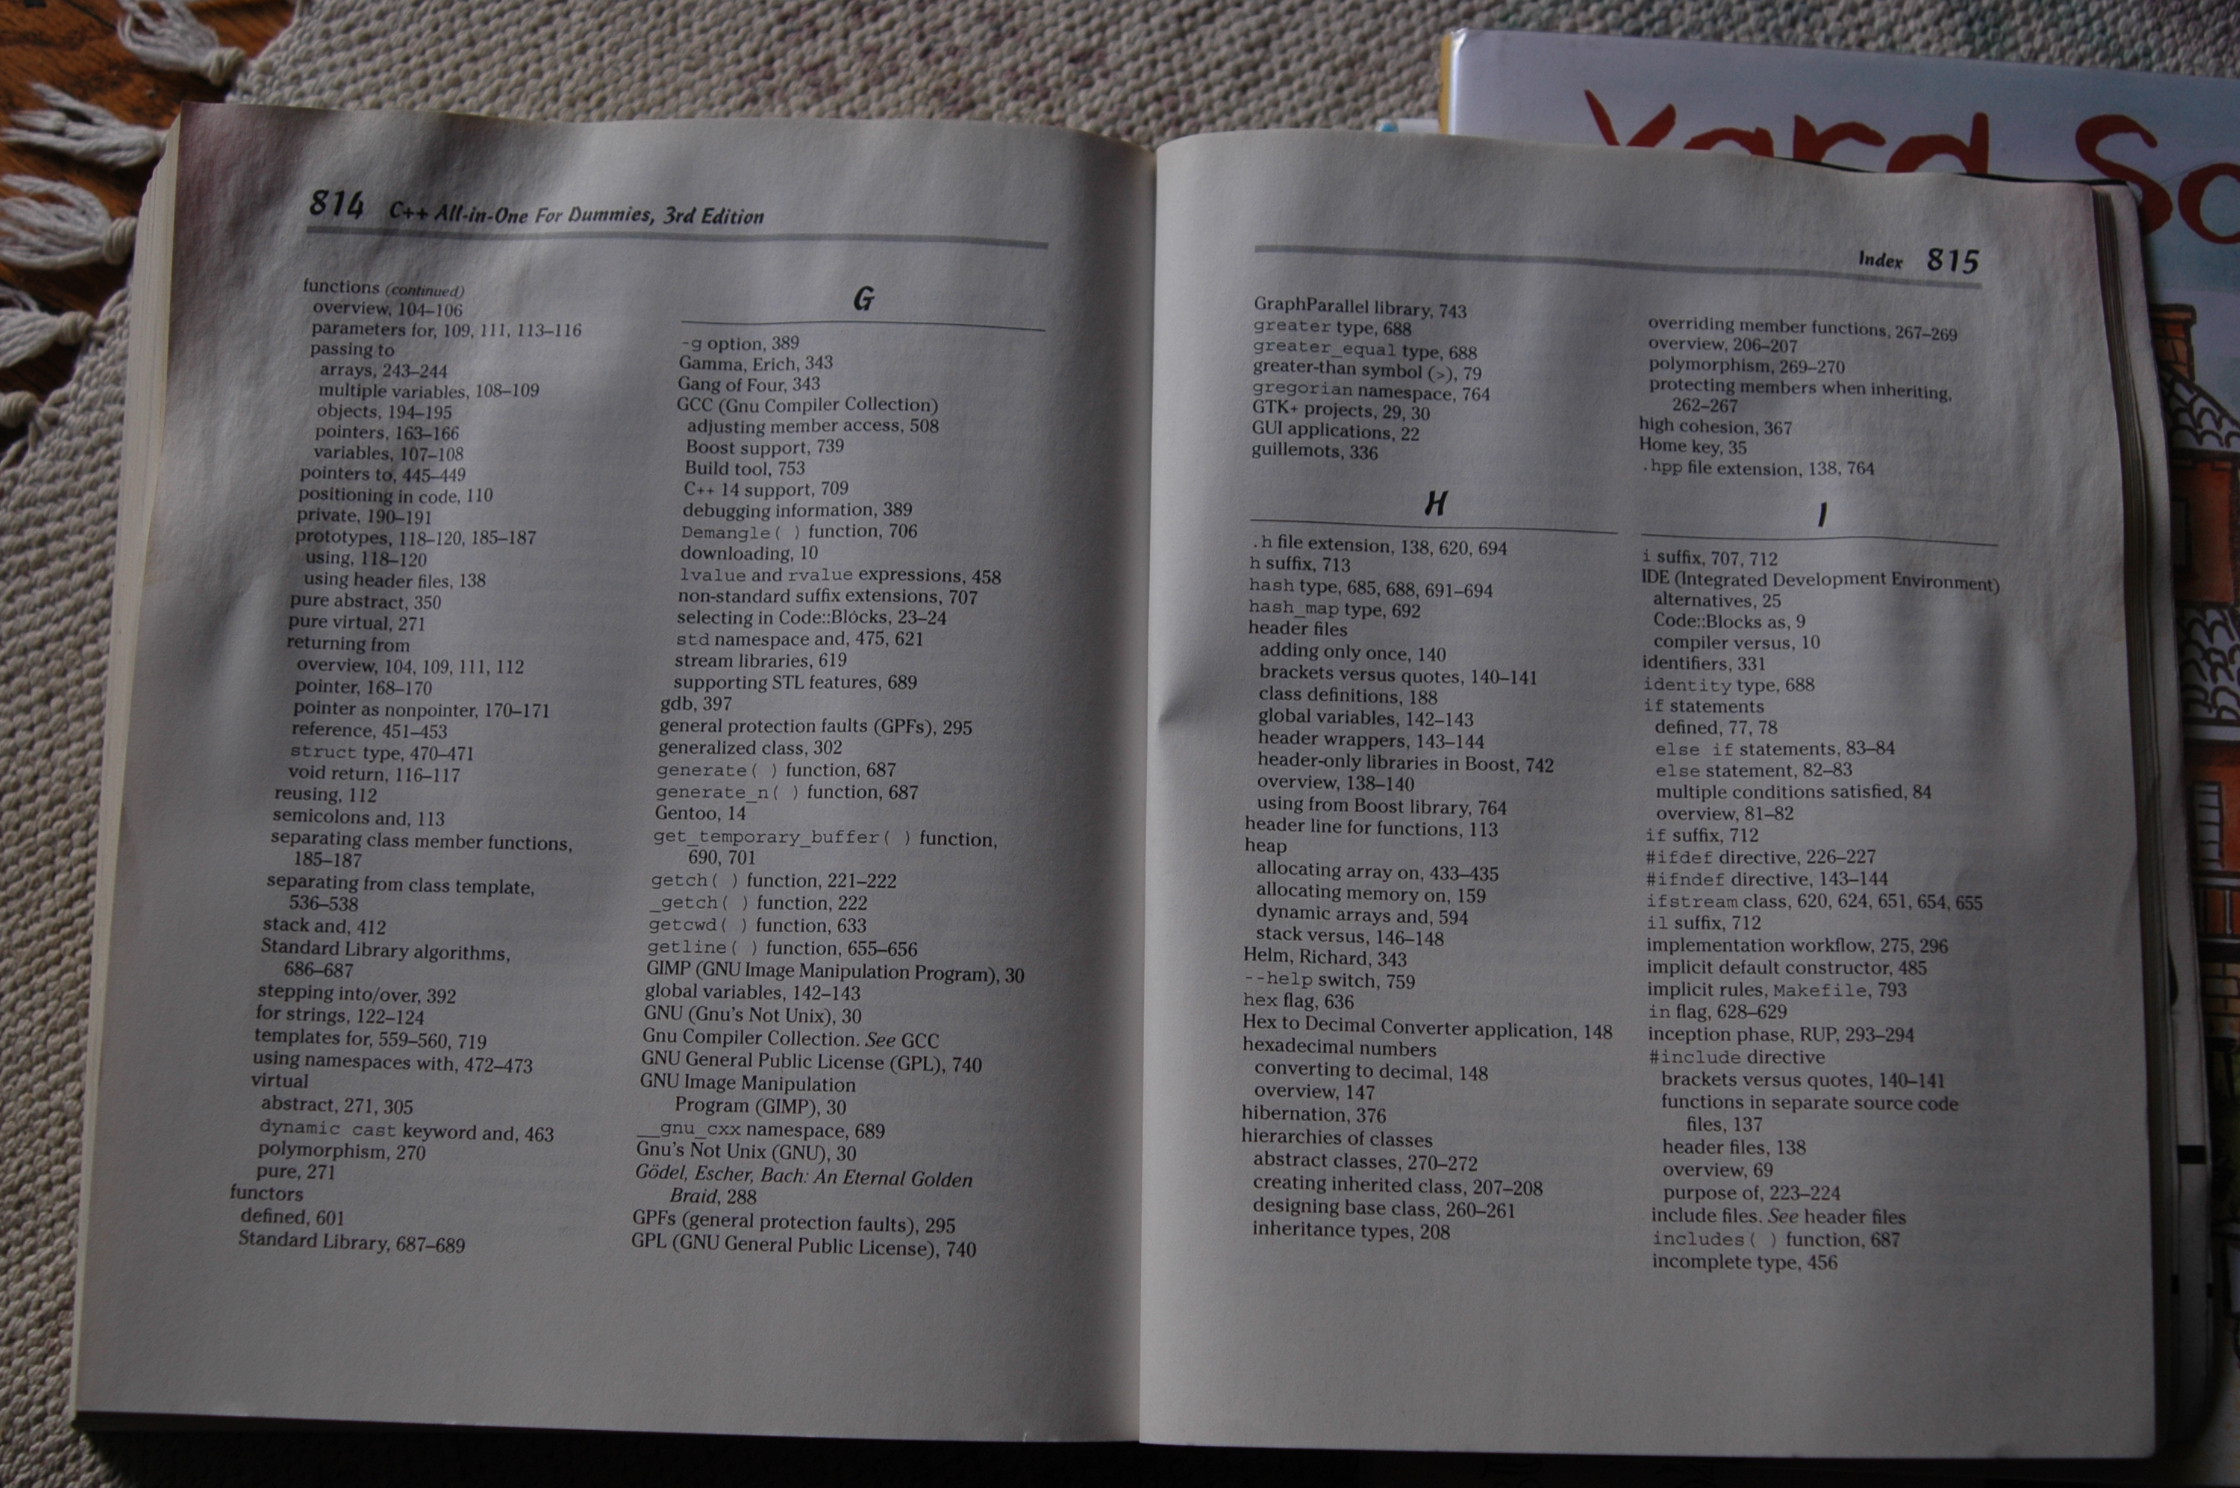 814 C++ All-in-One For Dummies, 3rd Edition
functions (continued)
overview, 104–106
parameters for, 109, 111, 113–116
passing to
arrays, 243–244
multiple variables, 108–109
objects, 194–195
pointers, 163–166
variables, 107–108
pointers to, 445–449
positioning in code, 110
private, 190–191
prototypes, 118–120, 185–187
using, 118–120
using header files, 138
pure abstract, 350
pure virtual, 271
returning from
overview, 104, 109, 111, 112
pointer, 168–170
pointer as nonpointer, 170–171
reference, 451–453
struct type, 470–471
void return, 116–117
reusing, 112
semicolons and, 113
separating class member functions,
185–187
separating from class template,
536–538
stack and, 412
Standard Library algorithms,
686–687
stepping into/over, 392
for strings, 122–124
templates for, 559–560, 719
using namespaces with, 472–473
virtual
abstract, 271, 305
dynamic cast keyword and, 463
polymorphism, 270
pure, 271
functors
defined, 601
Standard Library, 687–689
G
-g option, 389
Gamma, Erich, 343
Gang of Four, 343
GCC (Gnu Compiler Collection)
adjusting member access, 508
Boost support, 739
Build tool, 753
C++ 14 support, 709
debugging information, 389
Demangle( ) function, 706
downloading, 10
lvalue and rvalue expressions, 458
non-standard suffix extensions, 707
selecting in Code::Blocks, 23–24
std namespace and, 475, 621
stream libraries, 619
supporting STL features, 689
gdb, 397
general protection faults (GPFs), 295
generalized class, 302
generate( ) function, 687
generate_n( ) function, 687
Gentoo, 14
get_temporary_buffer( ) function,
690, 701
getch( ) function, 221–222
_getch( ) function, 222
getcwd( ) function, 633
getline( ) function, 655–656
GIMP (GNU Image Manipulation Program), 30
global variables, 142–143
GNU (Gnu's Not Unix), 30
Gnu Compiler Collection. See GCC
GNU General Public License (GPL), 740
GNU Image Manipulation
Program (GIMP), 30
__gnu_cxx namespace, 689
Gnu's Not Unix (GNU), 30
Gödel, Escher, Bach: An Eternal Golden
Braid, 288
GPFs (general protection faults), 295
GPL (GNU General Public License), 740
Index 815
GraphParallel library, 743
greater type, 688
greater_equal type, 688
greater-than symbol (>), 79
gregorian namespace, 764
GTK+ projects, 29, 30
GUI applications, 22
guillemots, 336
H
.h file extension, 138, 620, 694
h suffix, 713
hash type, 685, 688, 691–694
hash_map type, 692
header files
adding only once, 140
brackets versus quotes, 140–141
class definitions, 188
global variables, 142–143
header wrappers, 143–144
header-only libraries in Boost, 742
overview, 138–140
using from Boost library, 764
header line for functions, 113
heap
allocating array on, 433–435
allocating memory on, 159
dynamic arrays and, 594
stack versus, 146–148
Helm, Richard, 343
--help switch, 759
hex flag, 636
Hex to Decimal Converter application, 148
hexadecimal numbers
converting to decimal, 148
overview, 147
hibernation, 376
hierarchies of classes
abstract classes, 270–272
creating inherited class, 207–208
designing base class, 260–261
inheritance types, 208
overriding member functions, 267–269
overview, 206–207
polymorphism, 269–270
protecting members when inheriting,
262–267
high cohesion, 367
Home key, 35
.hpp file extension, 138, 764
I
i suffix, 707, 712
IDE (Integrated Development Environment)
alternatives, 25
Code::Blocks as, 9
compiler versus, 10
identifiers, 331
identity type, 688
if statements
defined, 77, 78
else if statements, 83–84
else statement, 82–83
multiple conditions satisfied, 84
overview, 81–82
if suffix, 712
#ifdef directive, 226–227
#ifndef directive, 143–144
ifstream class, 620, 624, 651, 654, 655
il suffix, 712
implementation workflow, 275, 296
implicit default constructor, 485
implicit rules, Makefile, 793
in flag, 628–629
inception phase, RUP, 293–294
#include directive
brackets versus quotes, 140–141
functions in separate source code
files, 137
header files, 138
overview, 69
purpose of, 223–224
include files. See header files
includes( ) function, 687
incomplete type, 456
Yard